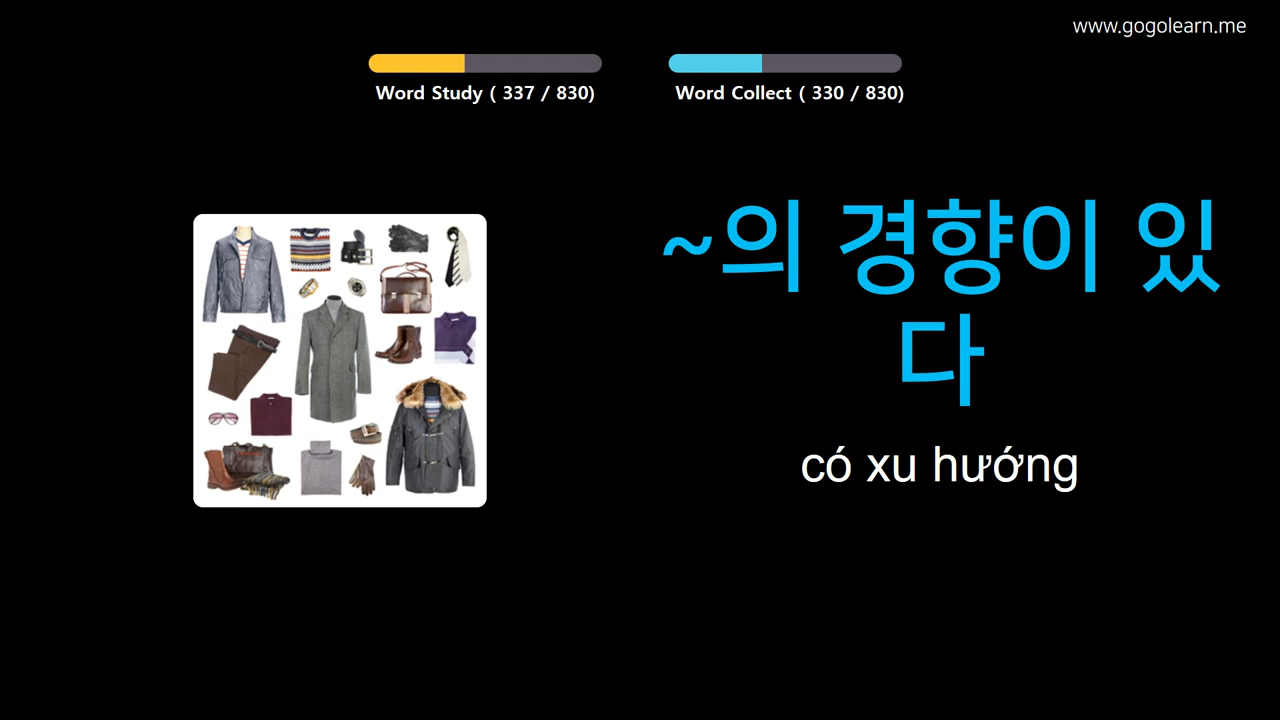 www.gogolearn.me
Word Study ( 337 / 830)
Word Collect ( 330 / 830)
~의 경향이 있
다
có xu hướng